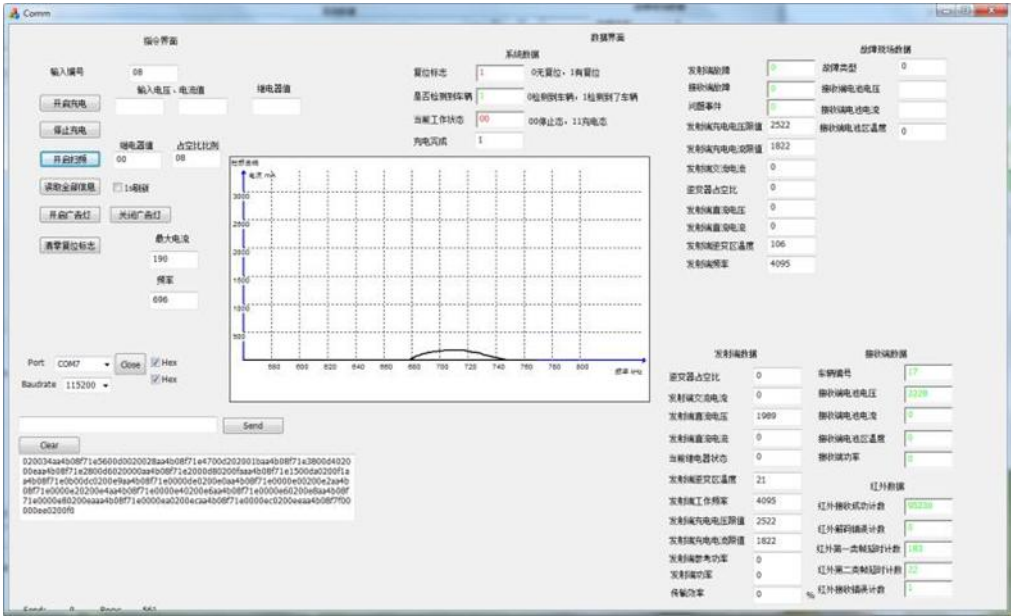 Comm
指令界面
数据界面
系统数据
故障现场数据
输入编号 08
输入电压、电流值 继电器值
开启充电
停止充电
继电器值 占空比比例
开启扫频 00 08
读取全部信息 1s刷新
开启广告灯 关闭广告灯
清零复位标志
最大电流
190
频率
696
复位标志 1 0无复位，1有复位
是否检测到车辆 1 0检测到车辆，1检测到了车辆
当前工作状态 00 00停止态，11充电态
充电完成 1
电流 mA
3000
2500
2000
1500
1000
500
580 600 620 640 660 680 700 720 740 760 780 800
频率 kHz
发射端故障 0
接收端故障 0
问题事件 0
发射端充电电压限值 2522
发射端充电电流限值 1822
发射端交流电流 0
逆变器占空比 0
发射端直流电压 0
发射端直流电流 0
发射端逆变区温度 106
发射端频率 4095
故障类型 0
接收端电池电压
接收端电池电流
接收端电池区温度 0
Port COM7 Close Hex
Baudrate 115200 Hex
Send
Clear
发射端数据
逆变器占空比 0
发射端交流电流 0
发射端直流电压 1989
发射端直流电流 0
当前继电器状态 0
发射端逆变区温度 21
发射端工作频率 4095
发射端充电电压限值 2522
发射端充电电流限值 1822
发射端参考功率 0
发射端功率 0
传输效率 0 %
接收端数据
车辆编号 17
接收端电池电压 3328
接收端电池电流 0
接收端电池区温度 0
接收功率 0
红外数据
红外接收成功计数
红外解码错误计数 0
红外第一类帧延时计数 183
红外第二类帧延时计数 22
红外接收错误计数 1